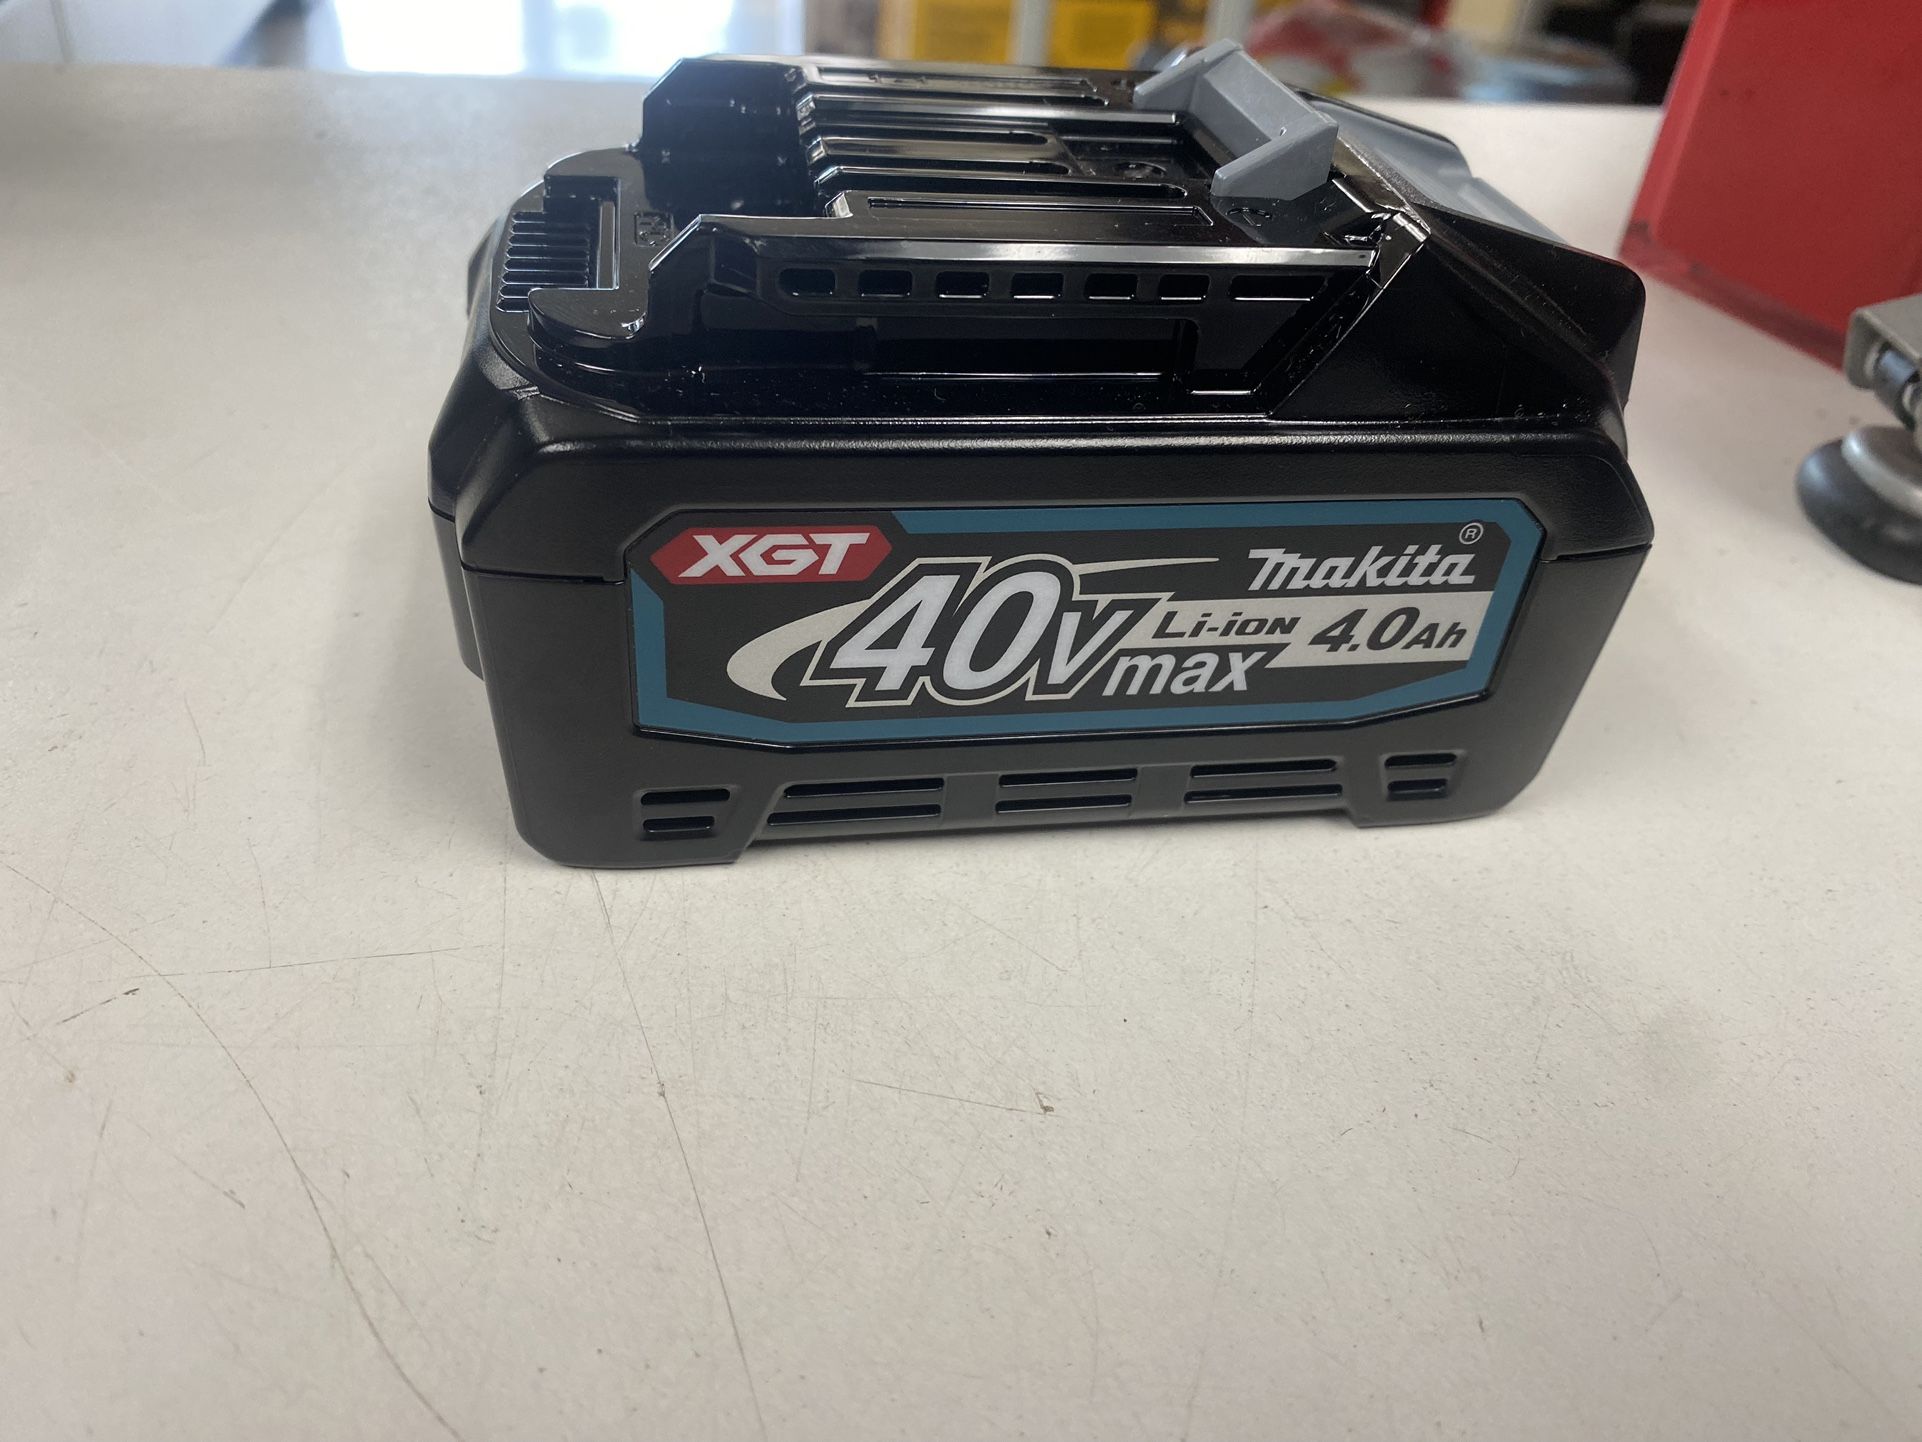 XGT
makita®
40v max
Li-ion 4.0Ah